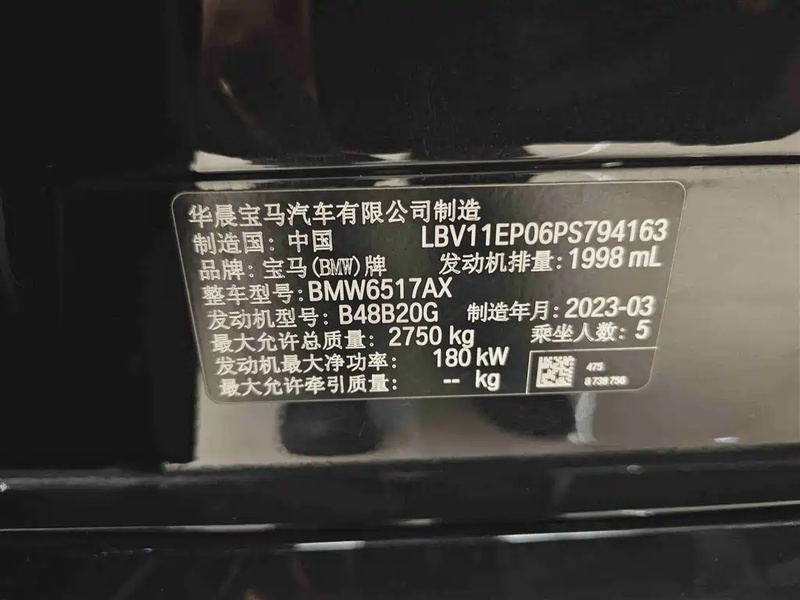 华晨宝马汽车有限公司制造
制造国: 中国 LBV11EP06PS794163
品牌: 宝马(BMW)牌 发动机排量: 1998 mL
整车型号: BMW6517AX
发动机型号: B48B20G 制造年月: 2023-03
最大允许总质量: 2750 kg 乘坐人数: 5
发动机最大净功率: 180 kW
最大允许牵引质量: -- kg
475
8 738 756